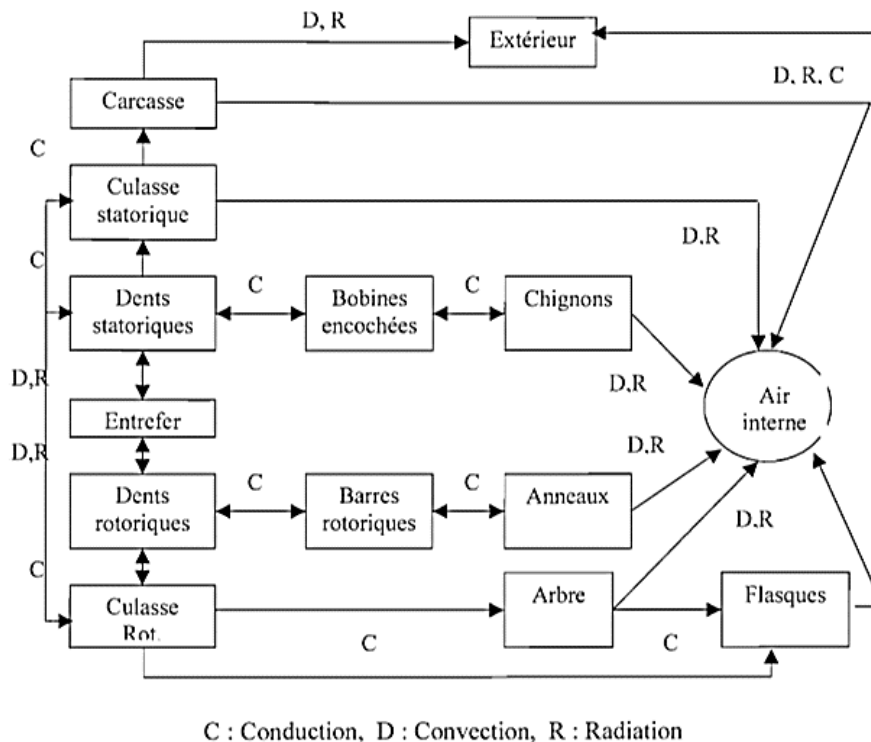 D, R
Extérieur
D, R, C
Carcasse
C
Culasse
statorique
D,R
C
Dents
statoriques
C
Bobines
encochées
C
Chignons
D,R
D,R
Air
interne
Entrefer
D,R
D,R
Dents
rotoriques
C
Barres
rotoriques
C
Anneaux
D,R
C
Culasse
Rot.
Arbre
Flasques
C
C
C : Conduction, D : Convection, R : Radiation